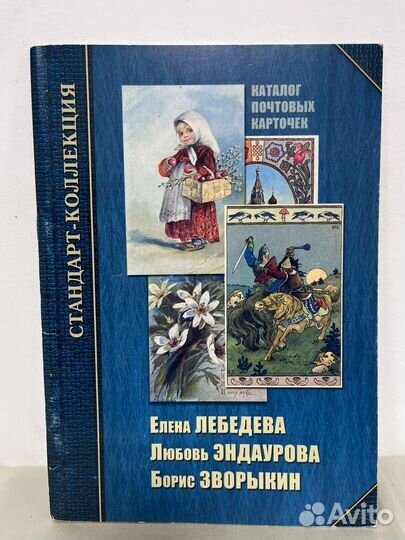 СТАНДАРТ-КОЛЛЕКЦИЯ
КАТАЛОГ
ПОЧТОВЫХ
КАРТОЧЕК
Елена ЛЕБЕДЕВА
Любовь ЭНДАУРОВА
Борис ЗВОРЫКИН
Avito